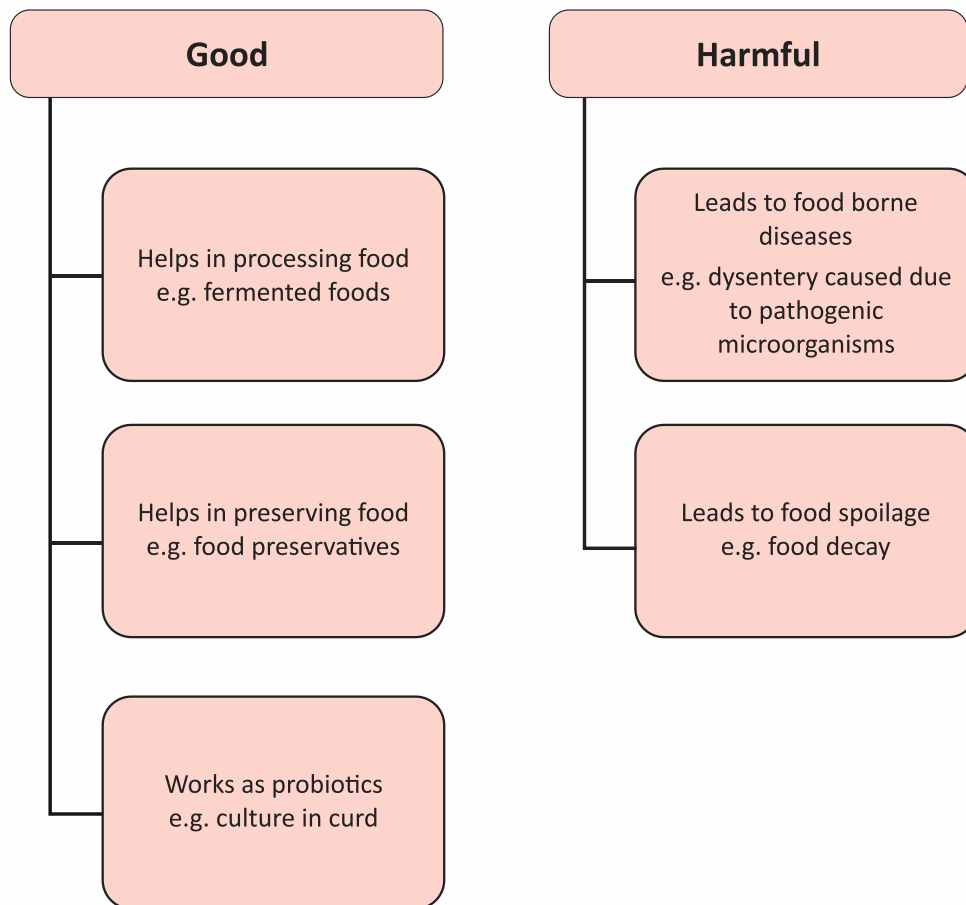 Good
Helps in processing food
e.g. fermented foods
Helps in preserving food
e.g. food preservatives
Works as probiotics
e.g. culture in curd
Harmful
Leads to food borne
diseases
e.g. dysentery caused due
to pathogenic
microorganisms
Leads to food spoilage
e.g. food decay